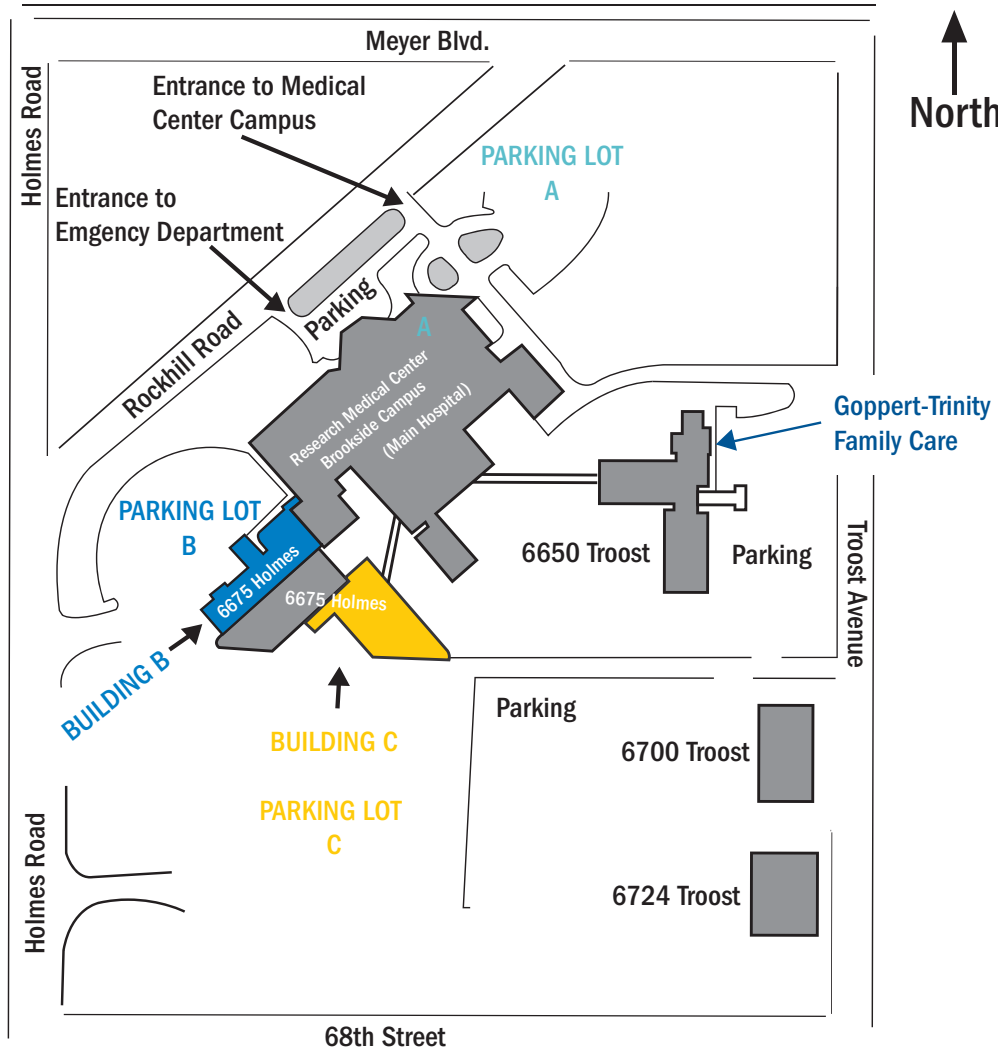 Meyer Blvd.
North
Holmes Road
Entrance to Medical
Center Campus
PARKING LOT
A
Entrance to
Emgency Department
Parking
Rockhill Road
A
Research Medical Center
Brookside Campus
(Main Hospital)
Goppert-Trinity
Family Care
PARKING LOT
B
6650 Troost
Parking
Troost Avenue
6675 Holmes
6675 Holmes
BUILDING B
Parking
BUILDING C
6700 Troost
PARKING LOT
C
Holmes Road
6724 Troost
68th Street